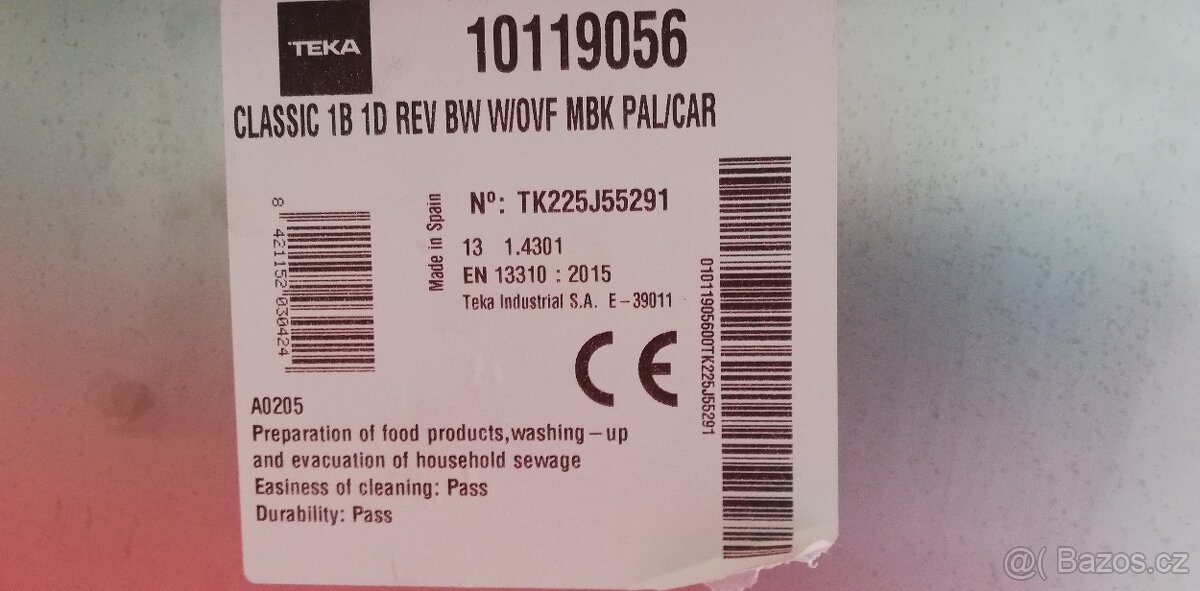 TEKA
10119056
CLASSIC 1B 1D REV BW W/OVF MBK PAL/CAR
8 421152 030424
Made in Spain
Nº: TK225J55291
13 1.4301
EN 13310 : 2015
Teka Industrial S.A. E-39011
CE
01011905600TK225J55291
A0205
Preparation of food products,washing-up
and evacuation of household sewage
Easiness of cleaning: Pass
Durability: Pass
@( Bazos.cz